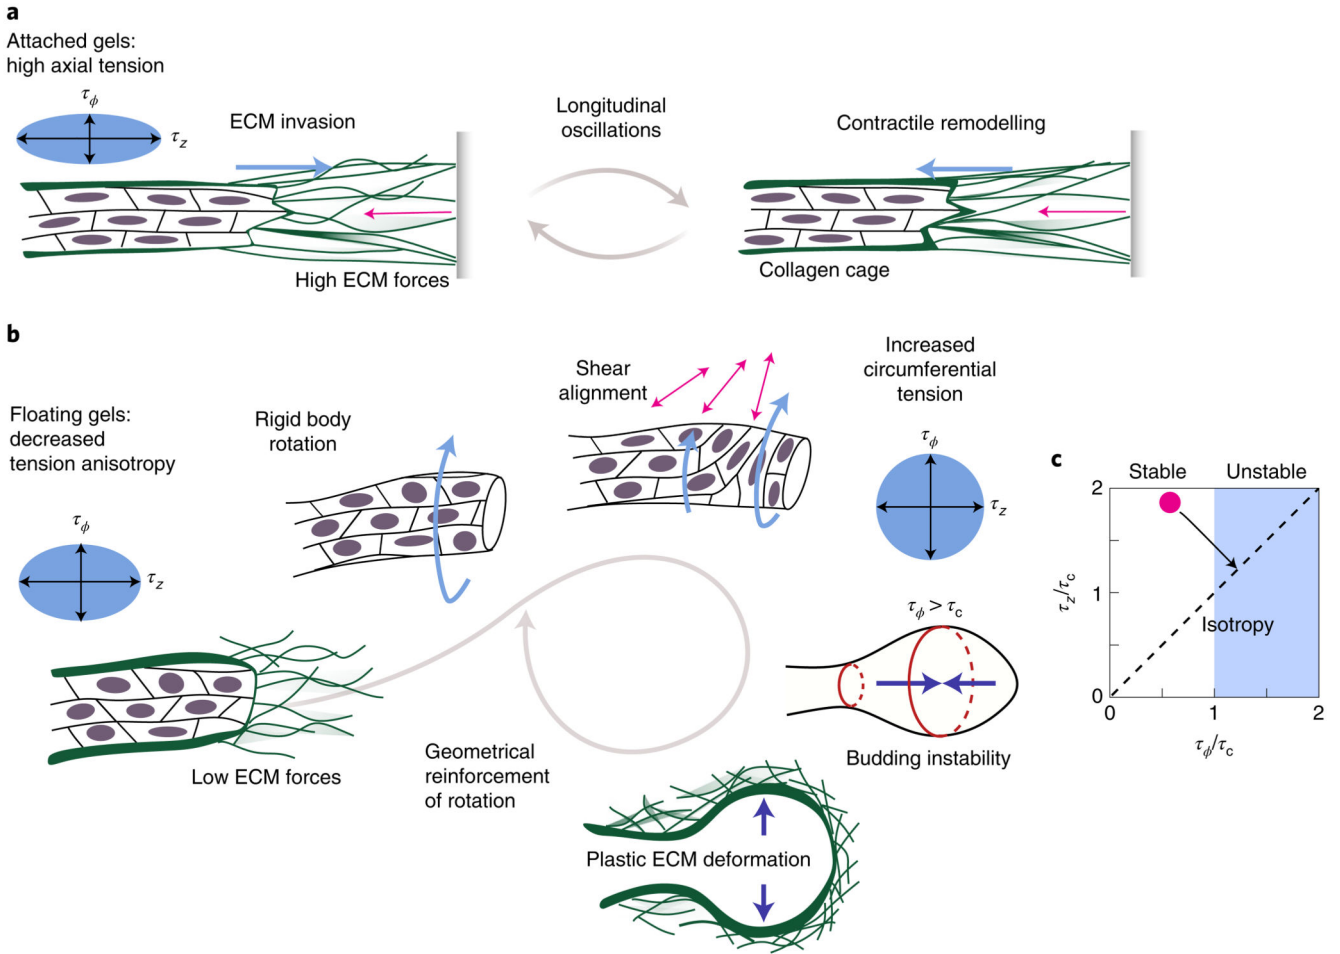 a
Attached gels:
high axial tension
τϕ
τz
ECM invasion
High ECM forces
Longitudinal
oscillations
Contractile remodelling
Collagen cage
b
Floating gels:
decreased
tension anisotropy
τϕ
τz
Low ECM forces
Rigid body
rotation
Shear
alignment
Increased
circumferential
tension
τϕ
τz
τϕ > τc
Budding instability
Plastic ECM deformation
Geometrical
reinforcement
of rotation
c
Stable Unstable
2
τz/τc
1
Isotropy
0
0 1 2
τϕ/τc